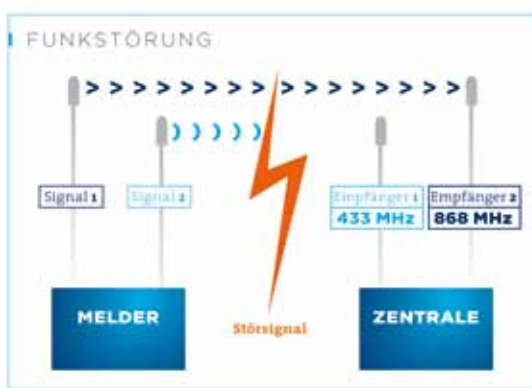 FUNKSTÖRUNG
Signal 1
Signal 2
Empfänger 1
433 MHz
Empfänger 2
868 MHz
MELDER
Störsignal
ZENTRALE